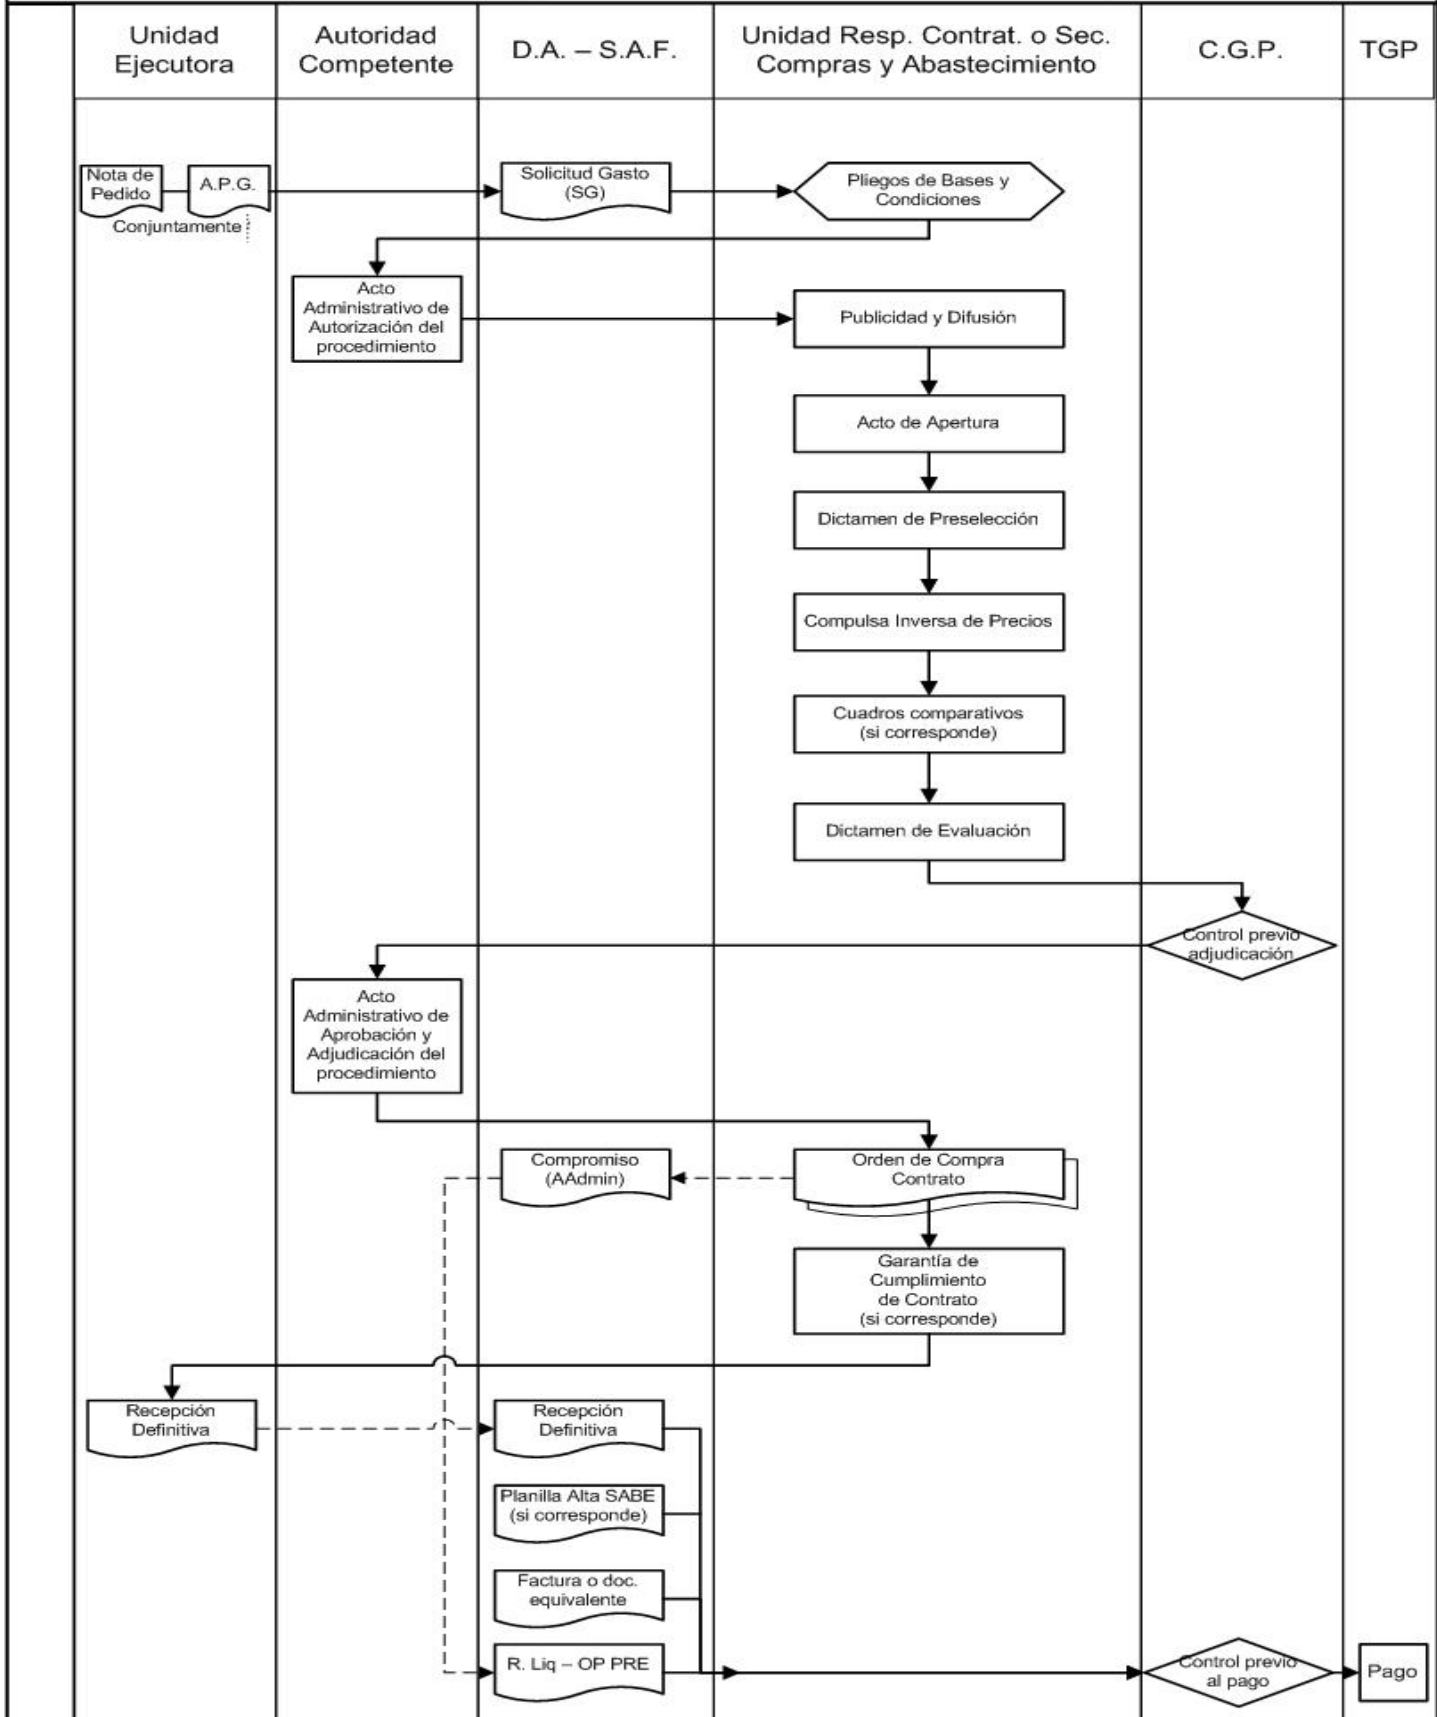 Unidad
Ejecutora
Autoridad
Competente
D.A. – S.A.F.
Unidad Resp. Contrat. o Sec.
Compras y Abastecimiento
C.G.P.
TGP
Nota de
Pedido
A.P.G.
Conjuntamente
Solicitud Gasto
(SG)
Pliegos de Bases y
Condiciones
Acto
Administrativo de
Autorización del
procedimiento
Publicidad y Difusión
Acto de Apertura
Dictamen de Preselección
Compulsa Inversa de Precios
Cuadros comparativos
(si corresponde)
Dictamen de Evaluación
Control previo
adjudicación
Acto
Administrativo de
Aprobación y
Adjudicación del
procedimiento
Compromiso
(AAdmin)
Orden de Compra
Contrato
Garantía de
Cumplimiento
de Contrato
(si corresponde)
Recepción
Definitiva
Recepción
Definitiva
Planilla Alta SABE
(si corresponde)
Factura o doc.
equivalente
R. Liq – OP PRE
Control previo
al pago
Pago